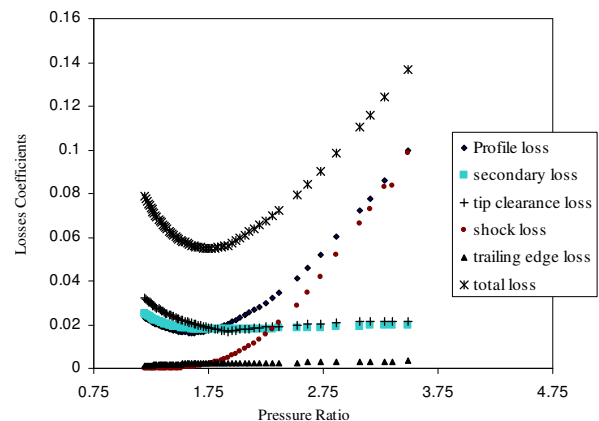 0.16
0.14
0.12
0.1
0.08
0.06
0.04
0.02
0
Losses Coefficients
0.75
1.75
2.75
3.75
4.75
Pressure Ratio
Profile loss
secondary loss
tip clearance loss
shock loss
trailing edge loss
total loss